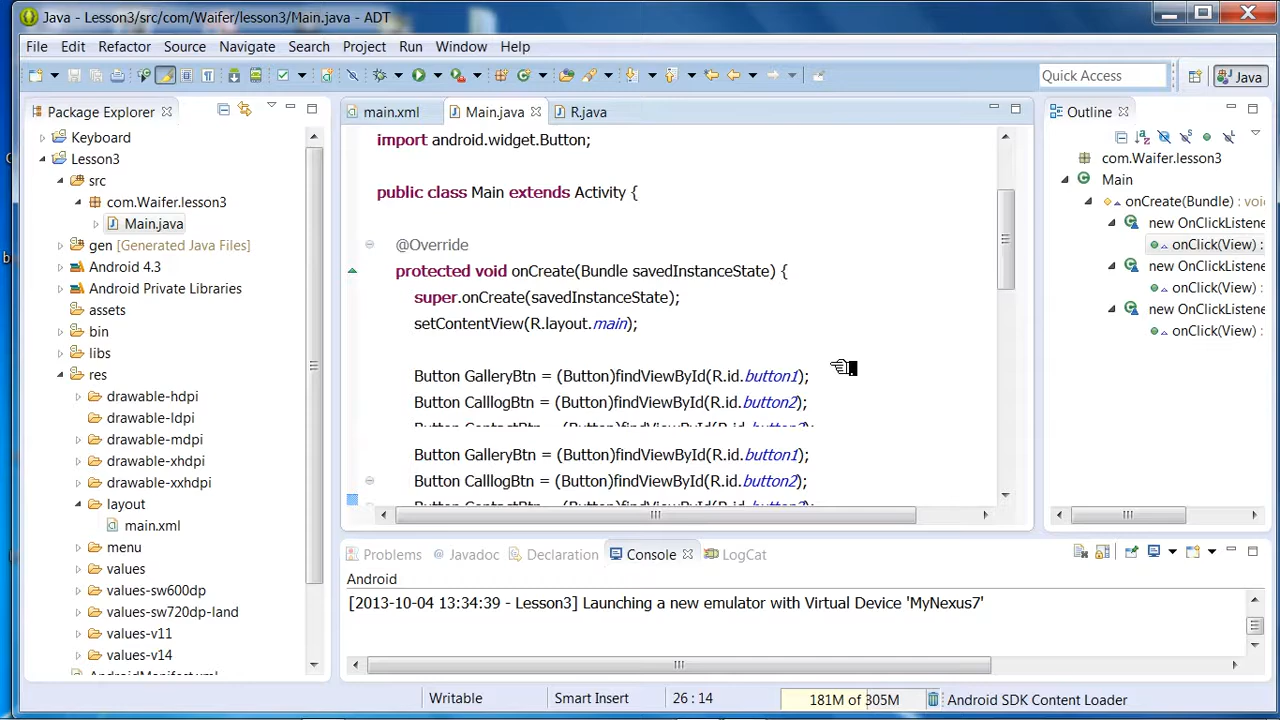 Java - Lesson3/src/com/Waifer/lesson3/Main.java - ADT
File Edit Refactor Source Navigate Search Project Run Window Help
Quick Access
Java
Package Explorer
Keyboard
Lesson3
src
com.Waifer.lesson3
Main.java
gen [Generated Java Files]
Android 4.3
Android Private Libraries
assets
bin
libs
res
drawable-hdpi
drawable-ldpi
drawable-mdpi
drawable-xhdpi
drawable-xxhdpi
layout
main.xml
menu
values
values-sw600dp
values-sw720dp-land
values-v11
values-v14
AndroidManifest.xml
main.xml Main.java R.java
import android.widget.Button;
public class Main extends Activity {
@Override
protected void onCreate(Bundle savedInstanceState) {
super.onCreate(savedInstanceState);
setContentView(R.layout.main);
Button GalleryBtn = (Button)findViewById(R.id.button1);
Button CalllogBtn = (Button)findViewById(R.id.button2);
Button GalleryBtn = (Button)findViewById(R.id.button1);
Button CalllogBtn = (Button)findViewById(R.id.button2);
Outline
com.Waifer.lesson3
Main
onCreate(Bundle) : voi
new OnClickListene
onClick(View) :
new OnClickListene
onClick(View) :
new OnClickListene
onClick(View) :
Problems @ Javadoc Declaration Console LogCat
Android
[2013-10-04 13:34:39 - Lesson3] Launching a new emulator with Virtual Device 'MyNexus7'
Writable Smart Insert 26 : 14 181M of 305M Android SDK Content Loader